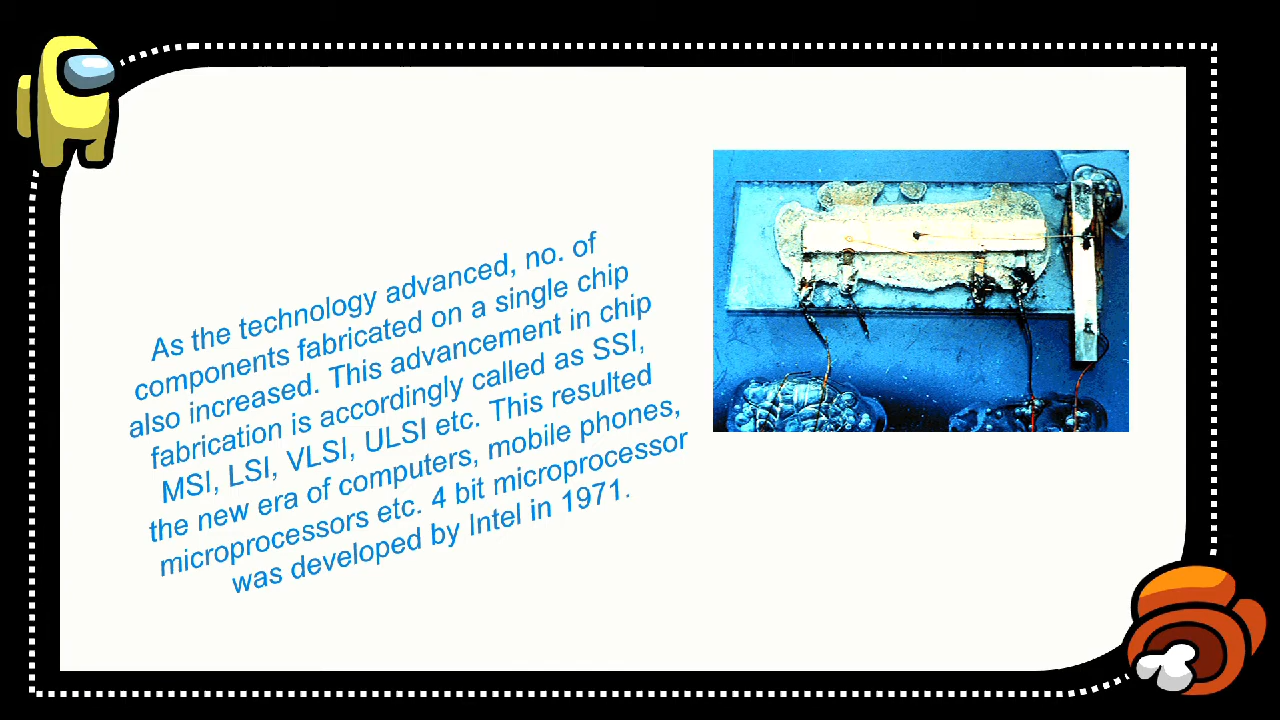 As the technology advanced, no. of
components fabricated on a single chip
also increased. This advancement in chip
fabrication is accordingly called as SSI,
MSI, LSI, VLSI, ULSI etc. This resulted
the new era of computers, mobile phones,
microprocessors etc. 4 bit microprocessor
was developed by Intel in 1971.